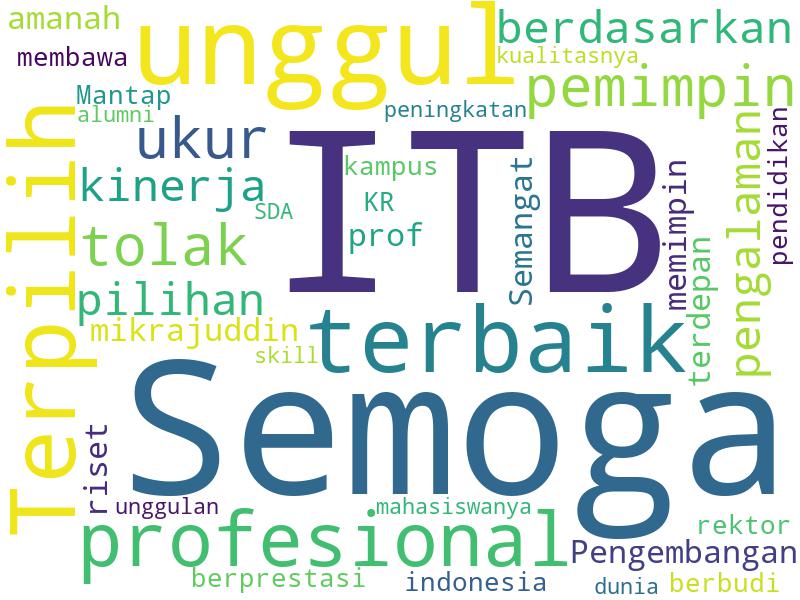 amanah
unggul
berdasarkan
membawa
kualitasnya
pemimpin
Mantap
alumni
peningkatan
ukur
ITB
kampus
kinerja
KR
SDA
prof
Semangat
memimpin
pengalaman
pendidikan
Terpilih
tolak
pilihan
terdepan
mikrajuddin
terbaik
skill
Semoga
riset
unggulan
mahasiswanya
profesional
rektor
Pengembangan
berprestasi
indonesia
dunia
berbudi